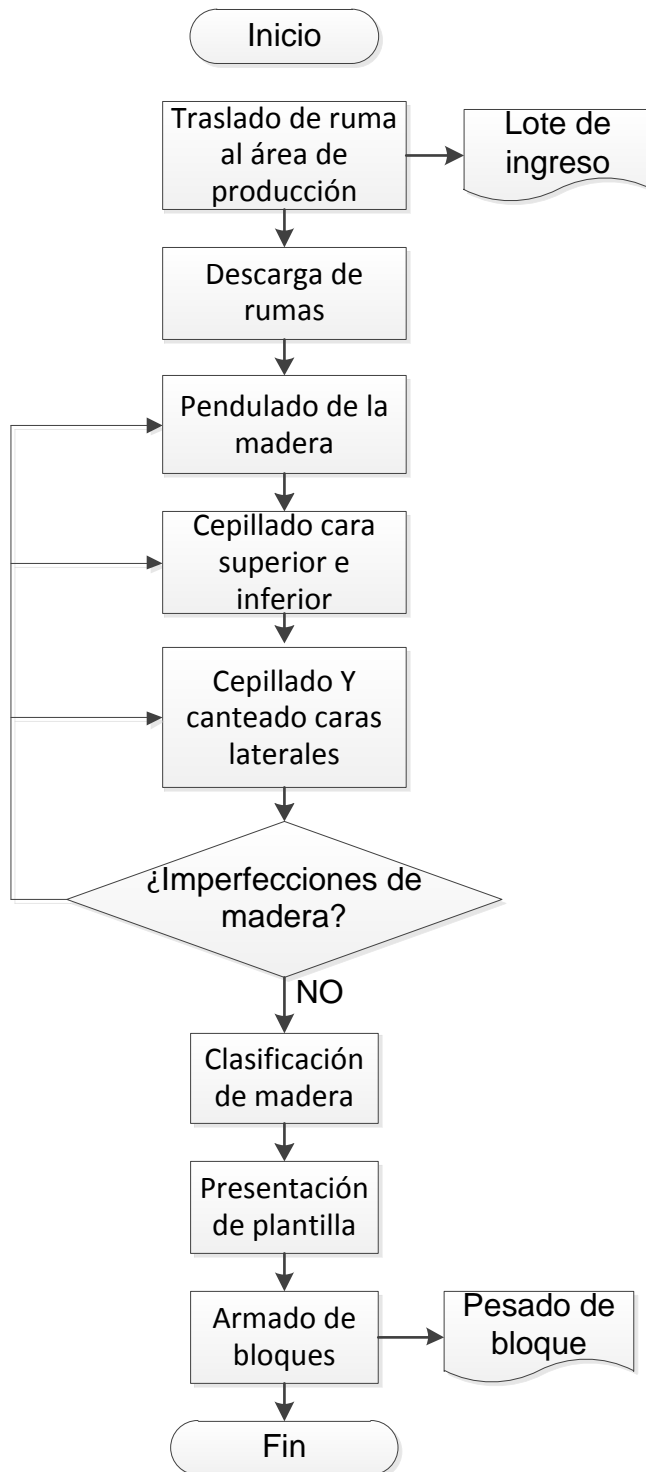 Inicio
Traslado de ruma
al área de
producción
Lote de
ingreso
Descarga de
rumas
Pendulado de la
madera
Cepillado cara
superior e
inferior
Cepillado Y
canteado caras
laterales
¿Imperfecciones de
madera?
NO
Clasificación
de madera
Presentación
de plantilla
Armado de
bloques
Pesado de
bloque
Fin